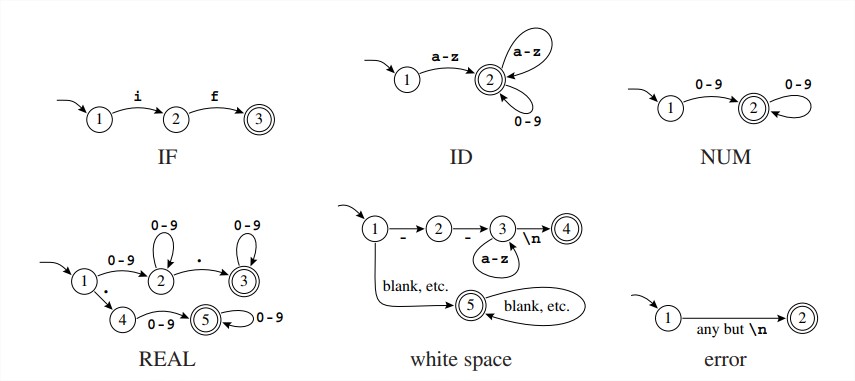 i f
1 2 3
IF
a-z a-z
1 2
0-9
ID
0-9 0-9
1 2
NUM
0-9 0-9
0-9 .
1 2 3
.
4 0-9 5 0-9
REAL
1 - 2 - 3 \n 4
a-z
blank, etc.
5 blank, etc.
white space
1 2
any but \n
error